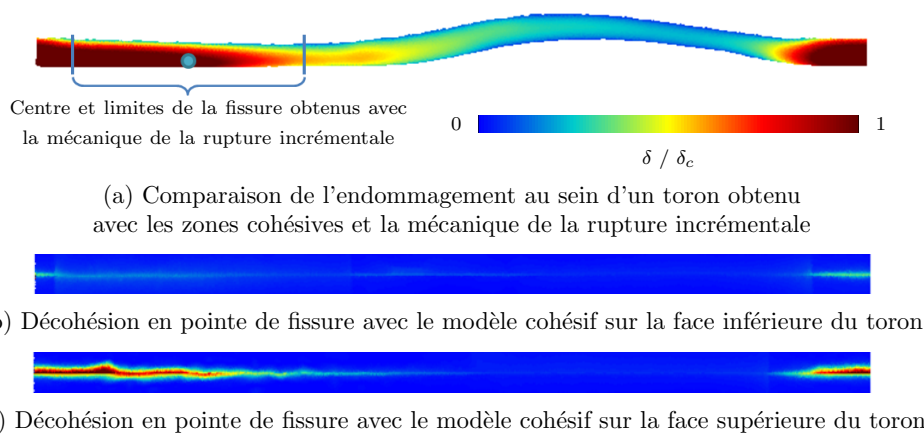 Centre et limites de la fissure obtenus avec
la mécanique de la rupture incrémentale
0 1
δ / δc
(a) Comparaison de l'endommagement au sein d'un toron obtenu
avec les zones cohésives et la mécanique de la rupture incrémentale
) Décohésion en pointe de fissure avec le modèle cohésif sur la face inférieure du toron
) Décohésion en pointe de fissure avec le modèle cohésif sur la face supérieure du toron